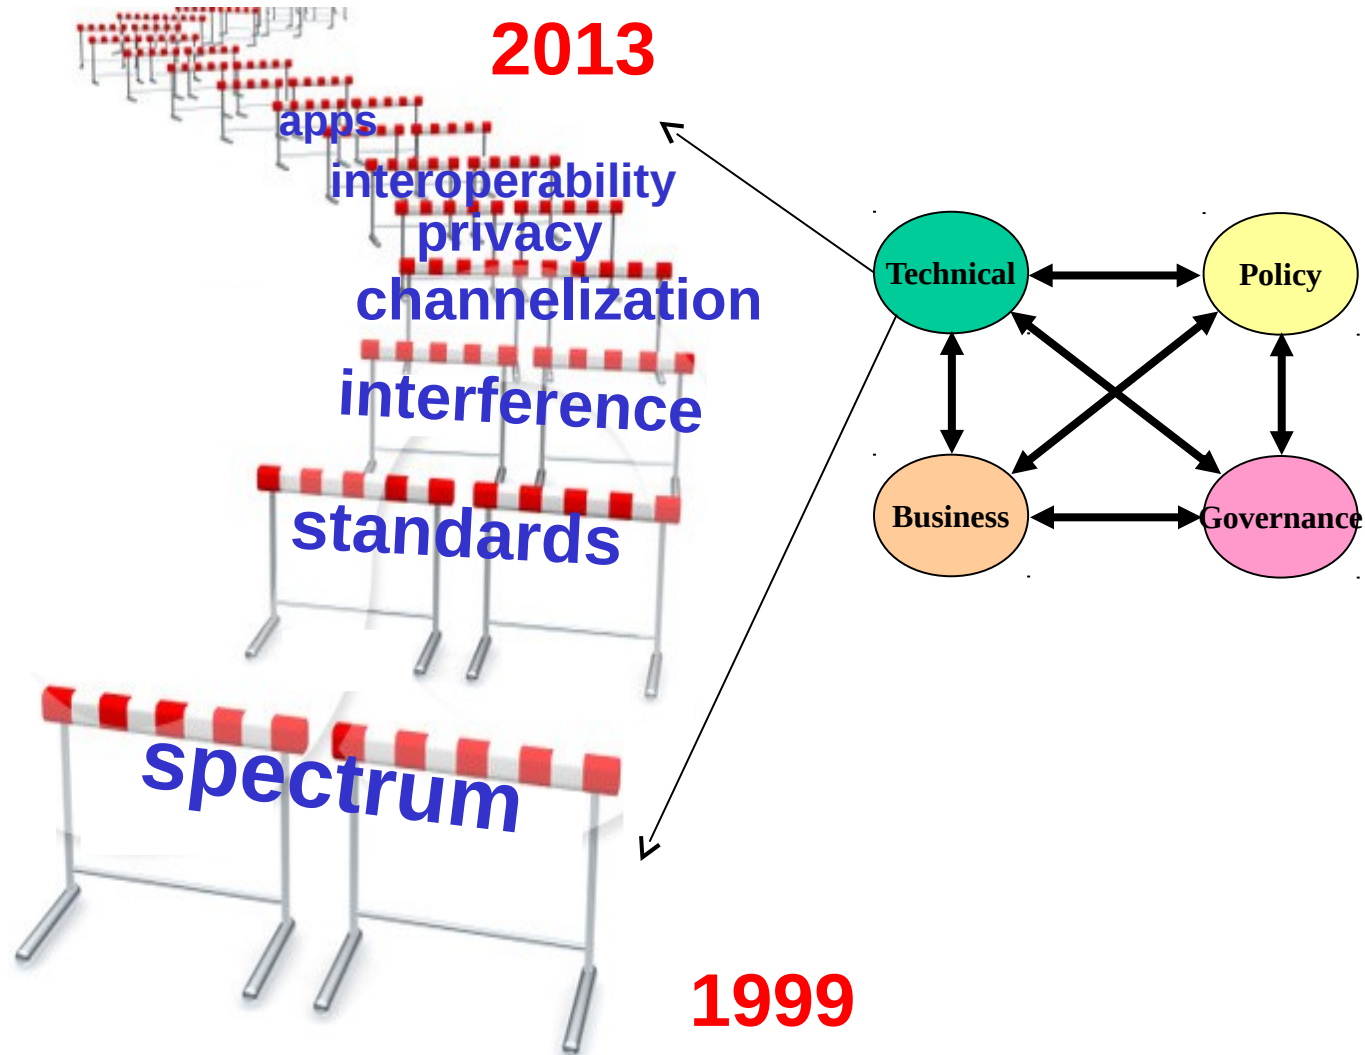 2013
apps
interoperability
privacy
channelization
interference
standards
spectrum
1999
Technical
Policy
Business
Governance